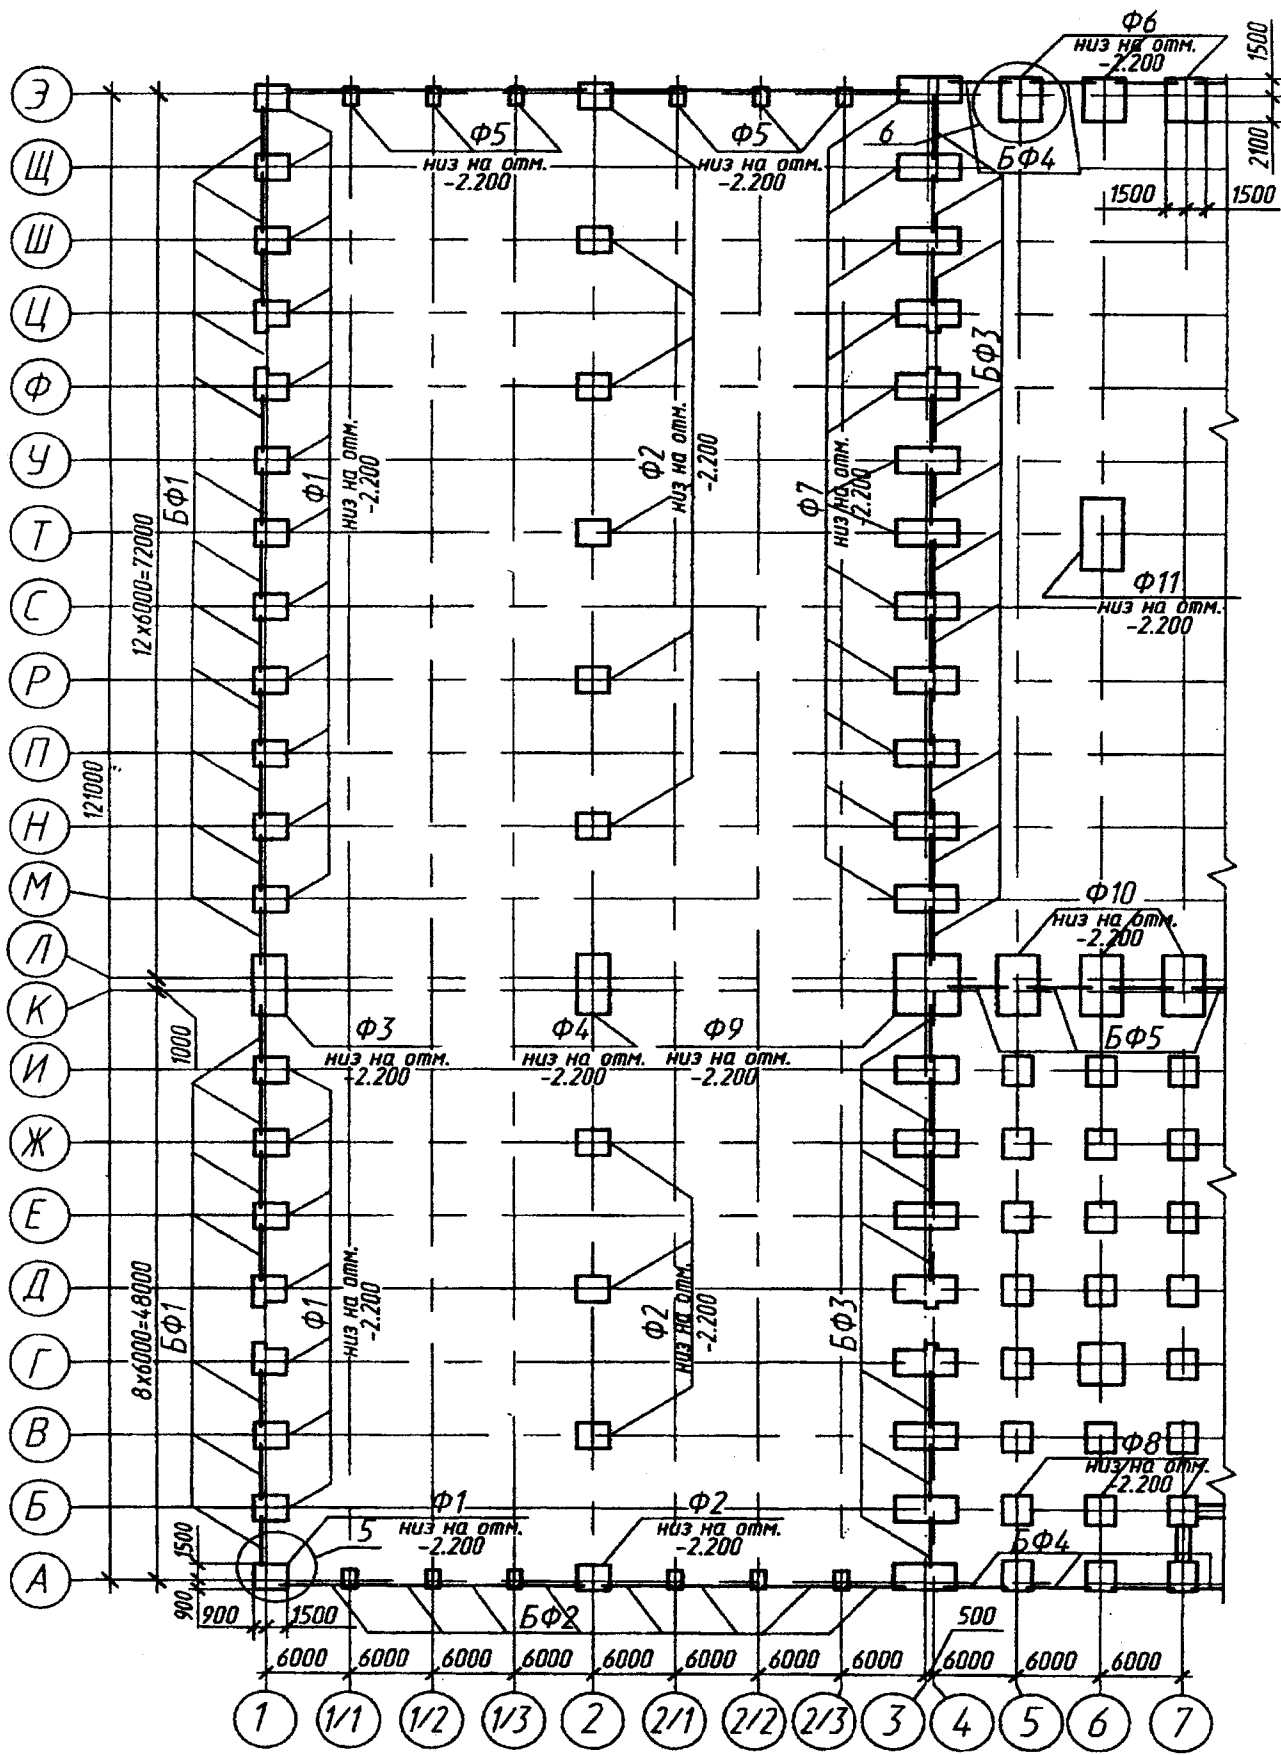 Ф6
низ на отм.
-2.200
1500
2100
1500
1500
Э
Ф5
низ на отм.
-2.200
Ф5
низ на отм.
-2.200
6
БФ4
Щ
Ш
Ц
Ф
У
Т
С
Р
П
Н
М
Л
К
И
Ж
Е
Д
Г
В
Б
А
121000
12х6000=72000
8х6000=48000
1000
БФ1
Ф1
низ на отм.
-2.200
Ф2
низ на отм.
-2.200
Ф7
низ на отм.
-2.200
БФ3
Ф11
низ на отм.
-2.200
Ф10
низ на отм.
-2.200
Ф3
низ на отм.
-2.200
Ф4
низ на отм.
-2.200
Ф9
низ на отм.
-2.200
БФ5
БФ1
Ф1
низ на отм.
-2.200
Ф2
низ на отм.
-2.200
БФ3
Ф8
низ на отм.
-2.200
Ф1
низ на отм.
-2.200
Ф2
низ на отм.
-2.200
5
БФ4
1500
900
900
1500
БФ2
500
6000 6000 6000 6000 6000 6000 6000 6000 6000 6000 6000
1 1/1 1/2 1/3 2 2/1 2/2 2/3 3 4 5 6 7